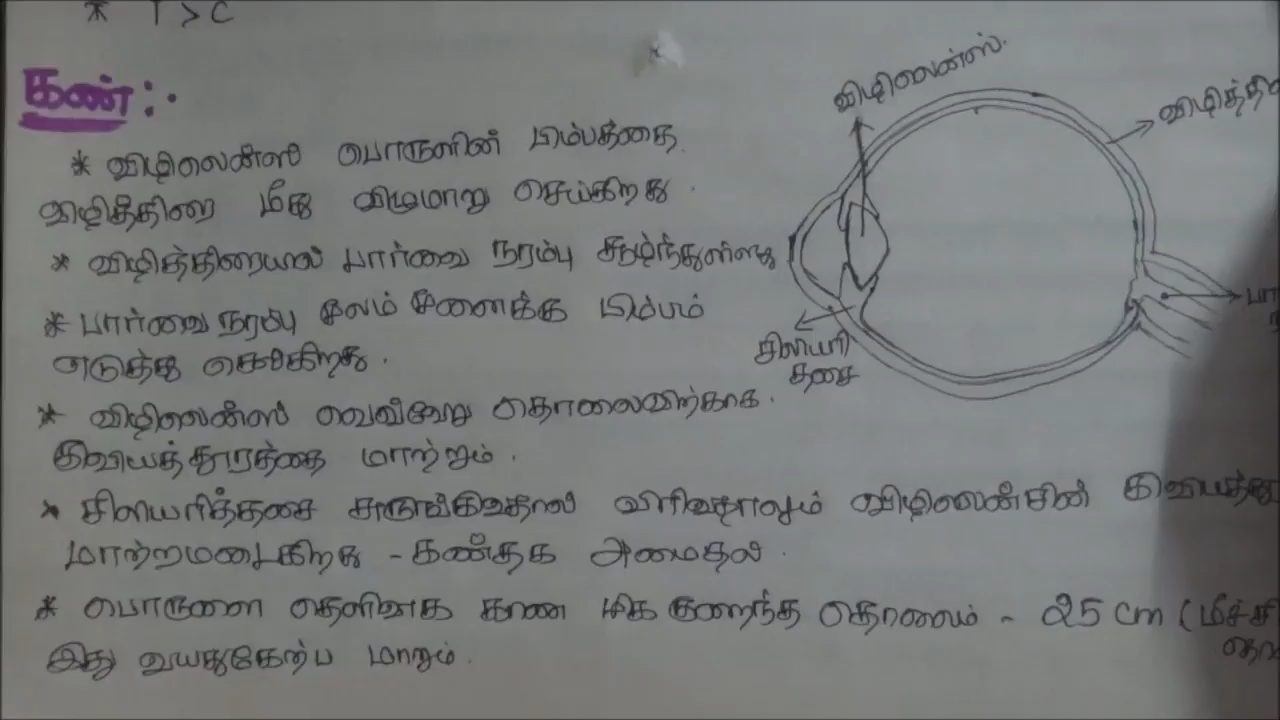 * T > C
கண் :-
விழிலென்ஸ்.
* விழிலென்ஸ் பொருளின் பிம்பத்தை
விழித்திரை மீது விழுமாறு செய்கிறது.
* விழித்திரையில் பார்வை நரம்பு சூழ்ந்துள்ளது
* பார்வை நரம்பு மூலம் மூளைக்கு பிம்பம்
எடுத்து செல்கிறது.
சிலியரி
தசை
* விழிலென்ஸ் வெவ்வேறு தொலைவிற்காக
குவியத்தூரத்தை மாற்றும்.
* சிலியரித்தசை சுருங்கிவதால் விரிவதாலும் விழிலென்சின்
மாற்றமடைகிறது - கண்தக அமைதல்.
* பொருளை தெளிவாக காண மிக குறைந்த தொலைவு - 25 cm (
இது வயதுகேற்ப மாறும்.